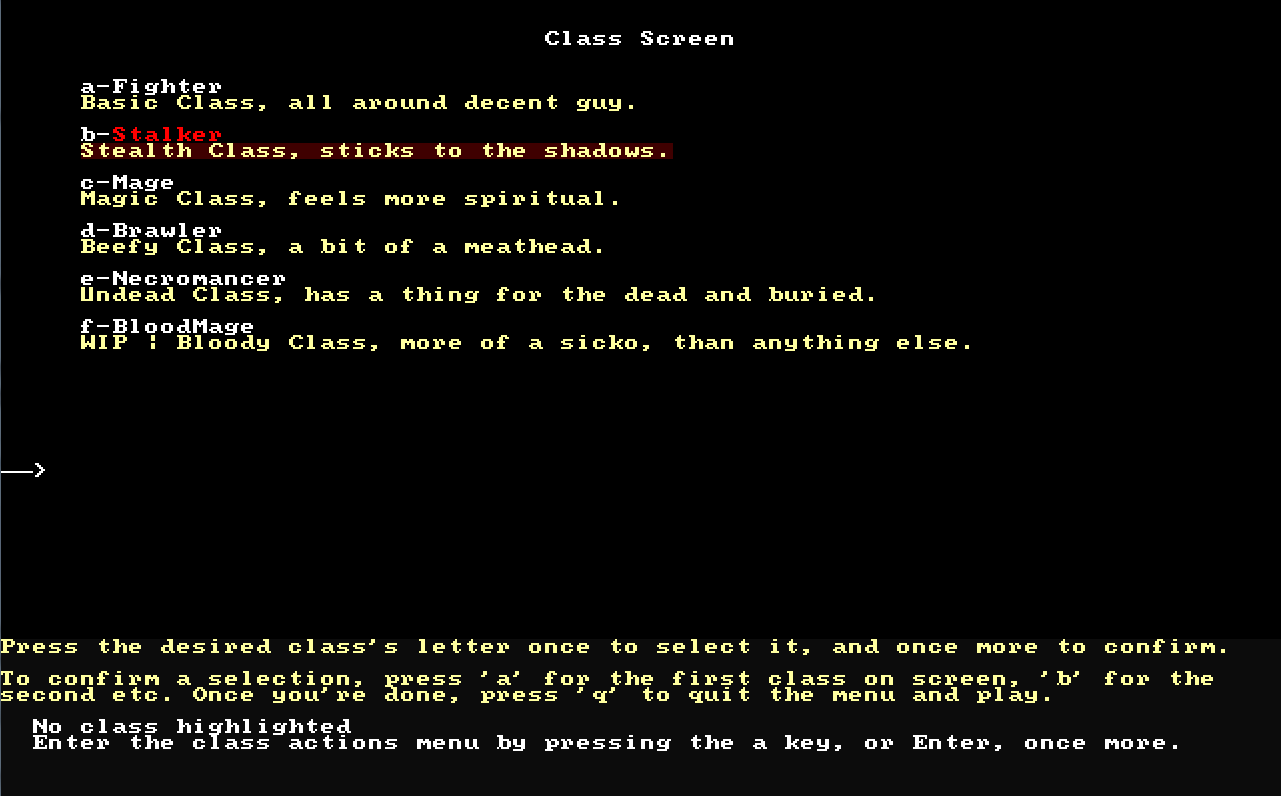 Class Screen
a-Fighter
Basic Class, all around decent guy.
b-Stalker
Stealth Class, sticks to the shadows.
c-Mage
Magic Class, feels more spiritual.
d-Brawler
Beefy Class, a bit of a meathead.
e-Necromancer
Undead Class, has a thing for the dead and buried.
f-BloodMage
WIP ¦ Bloody Class, more of a sicko, than anything else.
──>
Press the desired class's letter once to select it, and once more to confirm.
To confirm a selection, press 'a' for the first class on screen, 'b' for the
second etc. Once you're done, press 'q' to quit the menu and play.
No class highlighted
Enter the class actions menu by pressing the a key, or Enter, once more.